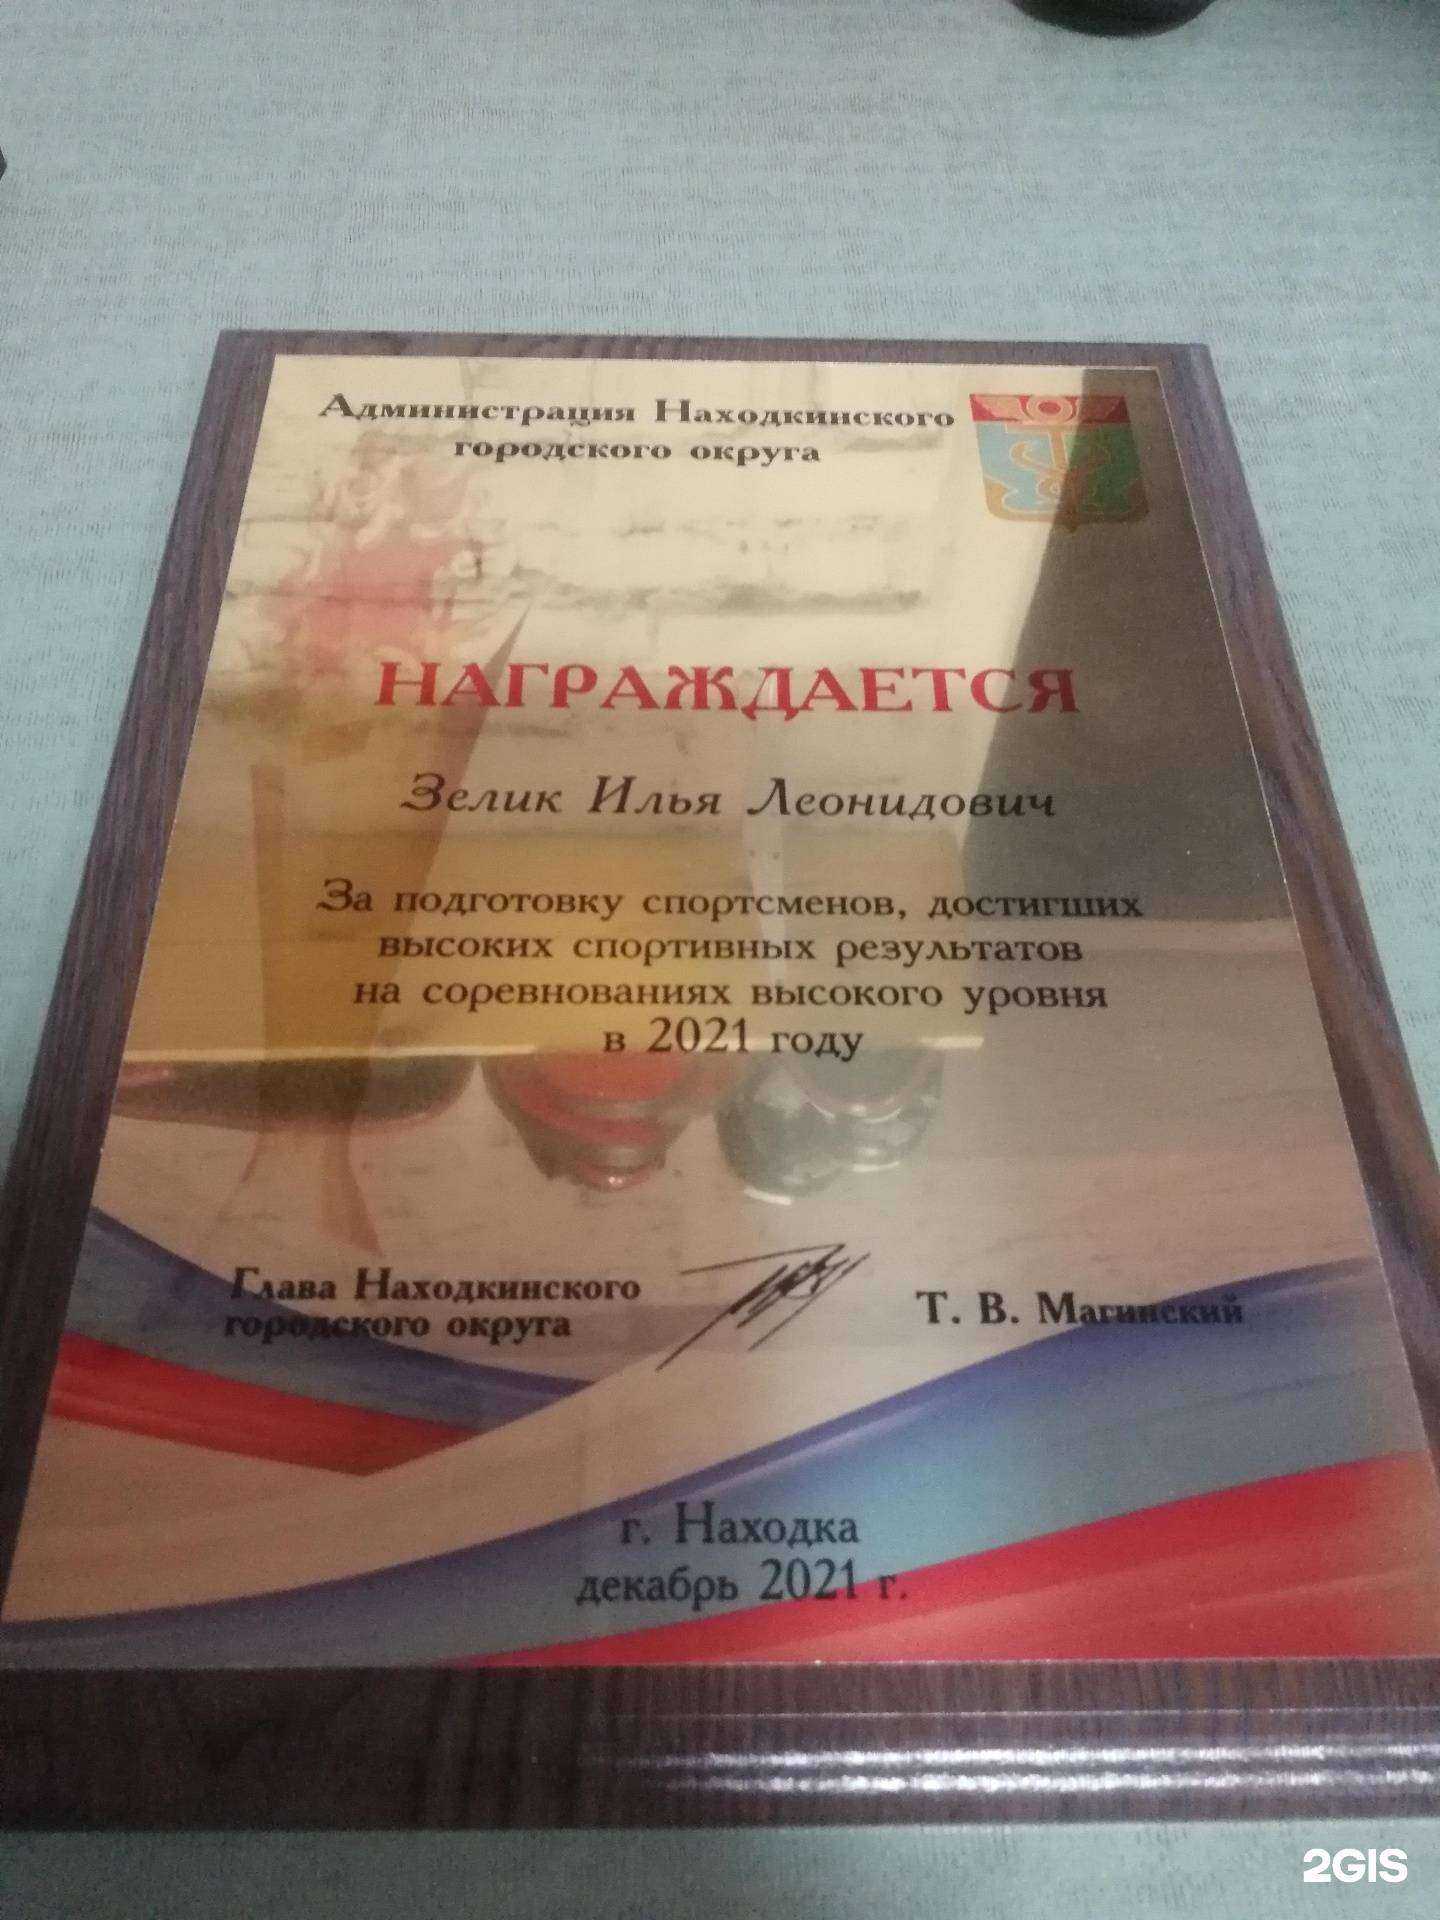 Администрация Находкинского
городского округа
НАГРАЖДАЕТСЯ
Зелик Илья Леонидович
За подготовку спортсменов, достигших
высоких спортивных результатов
на соревнованиях высокого уровня
в 2021 году
Глава Находкинского
городского округа
Т. В. Магинский
г. Находка
декабрь 2021 г.
2GIS